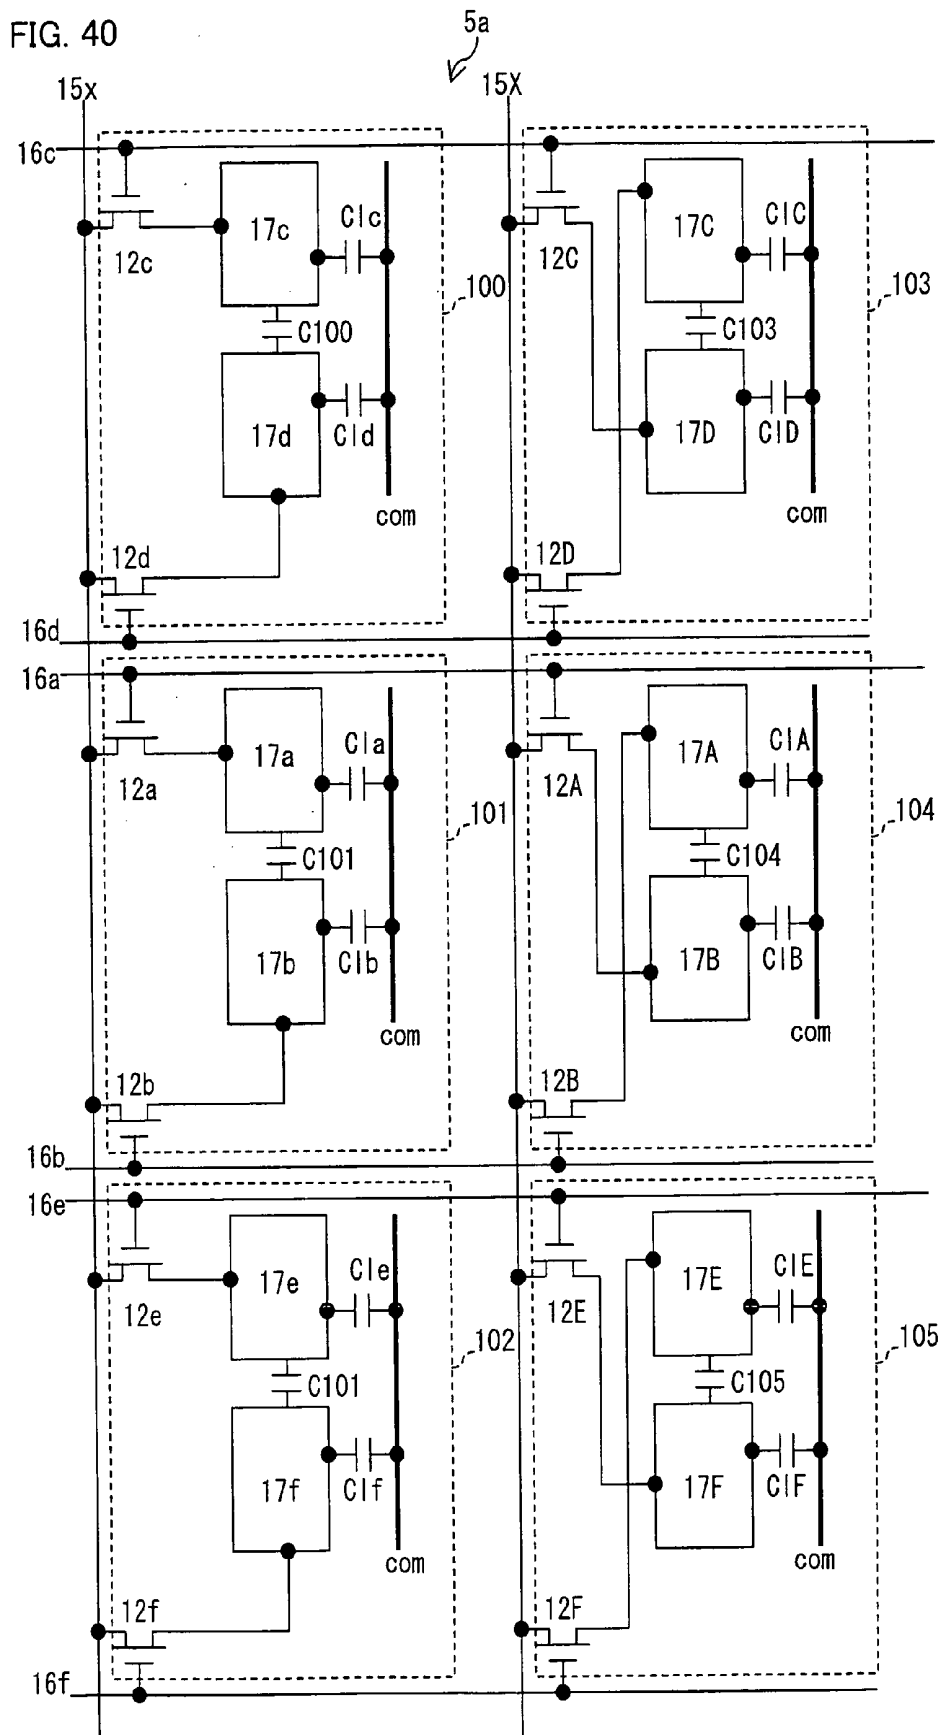 FIG. 40
5a
15x
15X
16c
17c
Clc
12c
100
C100
17d
Cld
com
12d
16d
17C
ClC
12C
103
C103
17D
ClD
com
12D
16a
17a
Cla
12a
101
C101
17b
Clb
com
12b
16b
17A
ClA
12A
104
C104
17B
ClB
com
12B
16e
17e
Cle
12e
102
C101
17f
Clf
com
12f
16f
17E
ClE
12E
105
C105
17F
ClF
com
12F